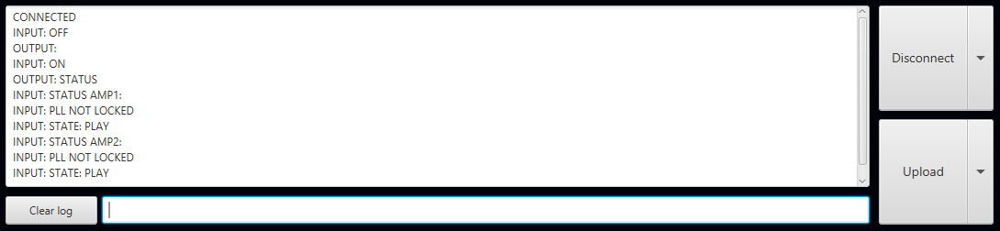 CONNECTED
INPUT: OFF
OUTPUT:
INPUT: ON
OUTPUT: STATUS
INPUT: STATUS AMP1:
INPUT: PLL NOT LOCKED
INPUT: STATE: PLAY
INPUT: STATUS AMP2:
INPUT: PLL NOT LOCKED
INPUT: STATE: PLAY
Disconnect
Upload
Clear log